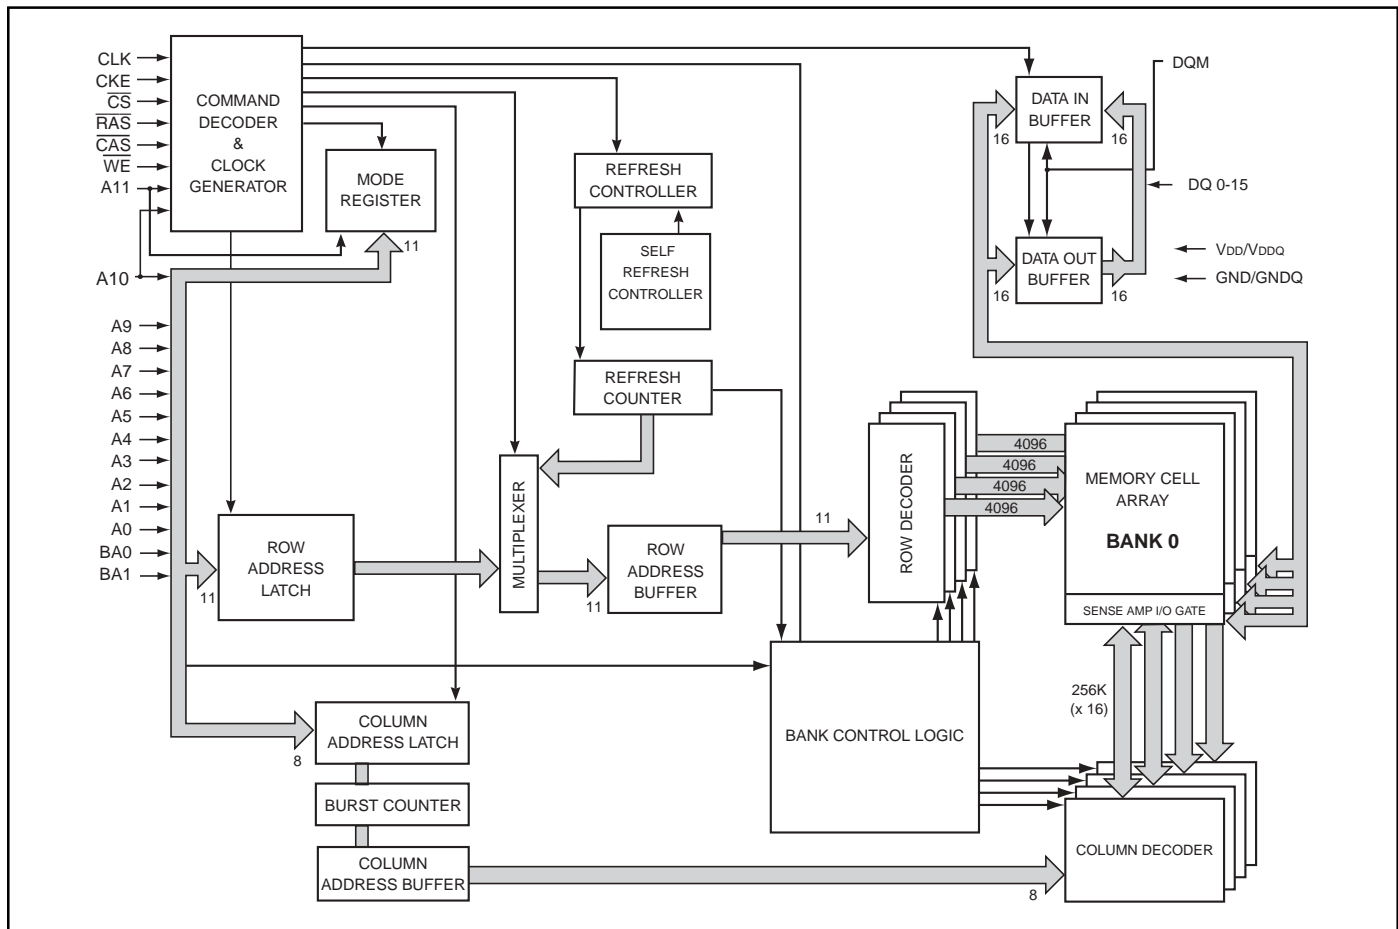 CLK
CKE
CS
RAS
CAS
WE
A11
A10
A9
A8
A7
A6
A5
A4
A3
A2
A1
A0
BA0
BA1
COMMAND
DECODER
&
CLOCK
GENERATOR
MODE
REGISTER
11
REFRESH
CONTROLLER
SELF
REFRESH
CONTROLLER
REFRESH
COUNTER
DATA IN
BUFFER
16
16
DQM
DQ 0-15
VDD/VDDQ
GND/GNDQ
DATA OUT
BUFFER
16
16
11
ROW
ADDRESS
LATCH
MULTIPLEXER
11
ROW
ADDRESS
BUFFER
11
ROW DECODER
4096
4096
4096
4096
MEMORY CELL
ARRAY
BANK 0
SENSE AMP I/O GATE
256K
(x 16)
BANK CONTROL LOGIC
8
COLUMN
ADDRESS LATCH
BURST COUNTER
COLUMN
ADDRESS BUFFER
8
COLUMN DECODER